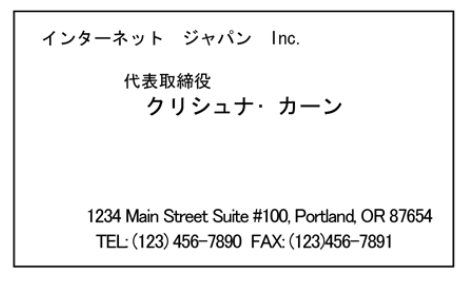 インターネット　ジャパン　Inc.
代表取締役
クリシュナ・カーン
1234 Main Street Suite #100, Portland, OR 87654
TEL: (123) 456-7890  FAX: (123)456-7891